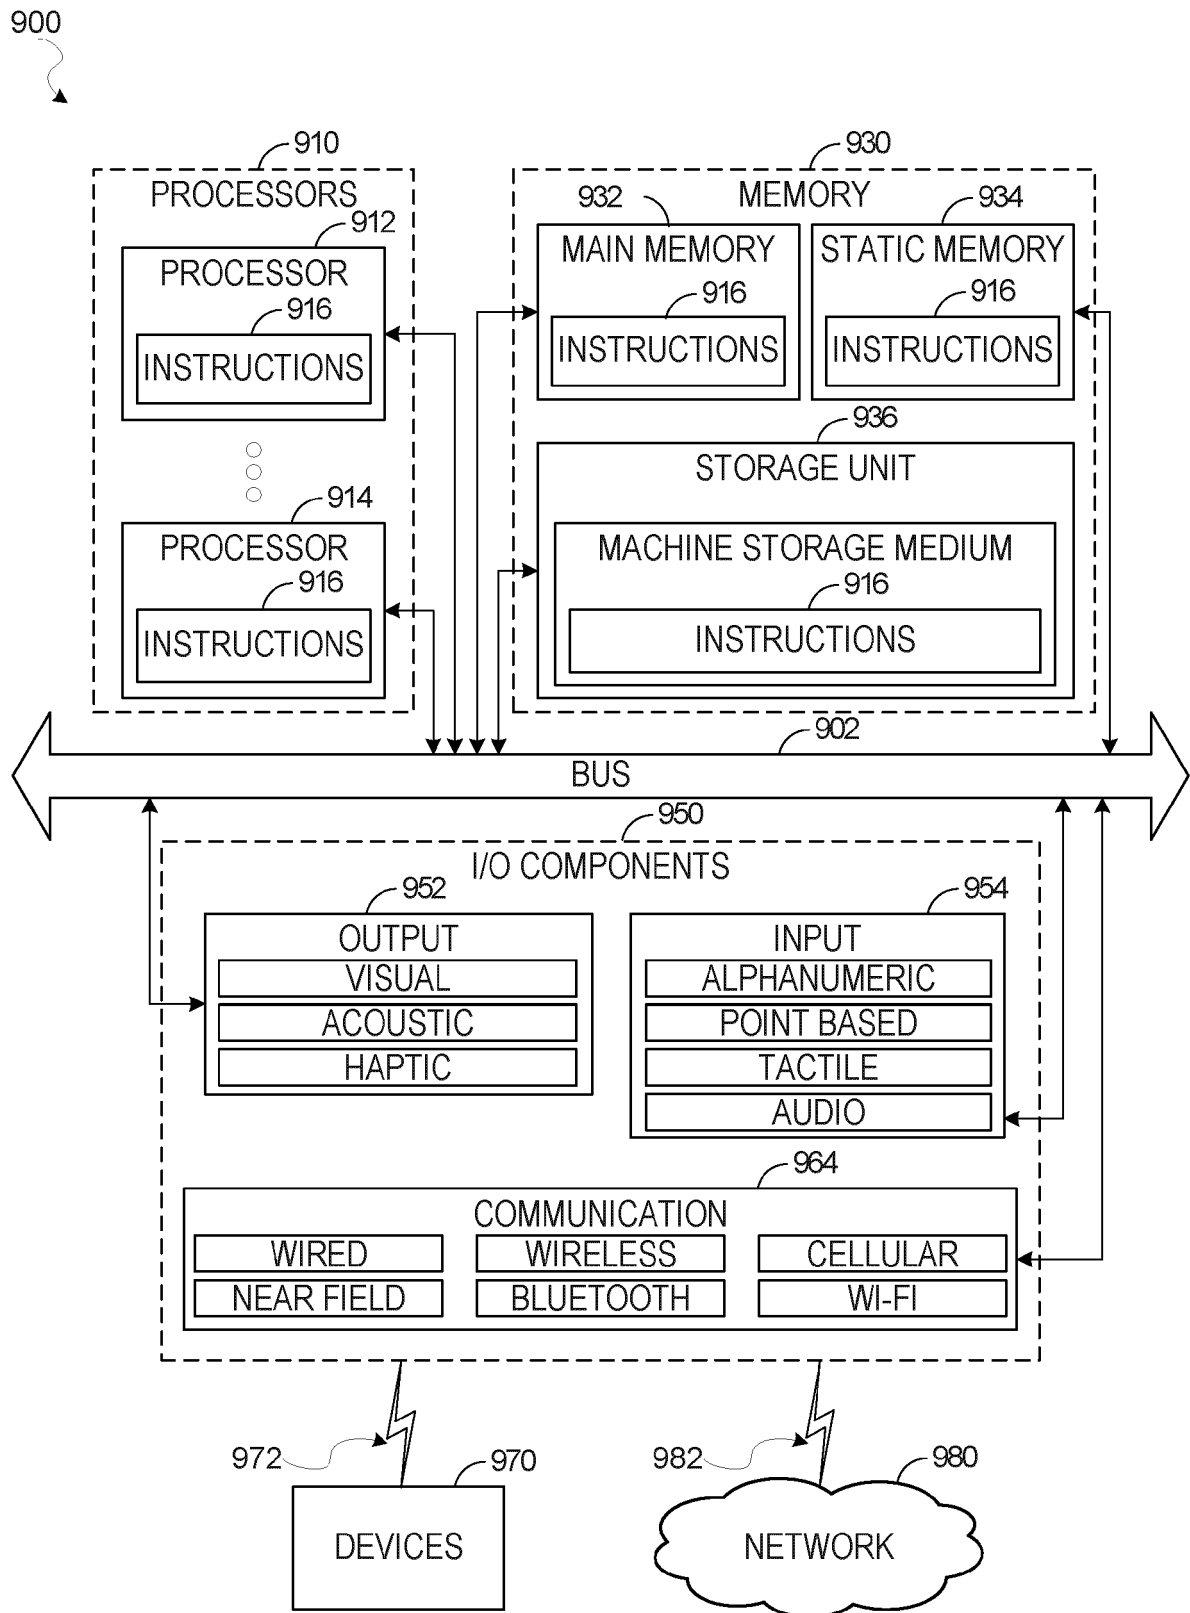 900
910
PROCESSORS
912
PROCESSOR
916
INSTRUCTIONS
914
PROCESSOR
916
INSTRUCTIONS
930
MEMORY
932
MAIN MEMORY
916
INSTRUCTIONS
934
STATIC MEMORY
916
INSTRUCTIONS
936
STORAGE UNIT
MACHINE STORAGE MEDIUM
916
INSTRUCTIONS
902
BUS
950
I/O COMPONENTS
952
OUTPUT
VISUAL
ACOUSTIC
HAPTIC
954
INPUT
ALPHANUMERIC
POINT BASED
TACTILE
AUDIO
964
COMMUNICATION
WIRED
WIRELESS
CELLULAR
NEAR FIELD
BLUETOOTH
WI-FI
972
970
DEVICES
982
980
NETWORK